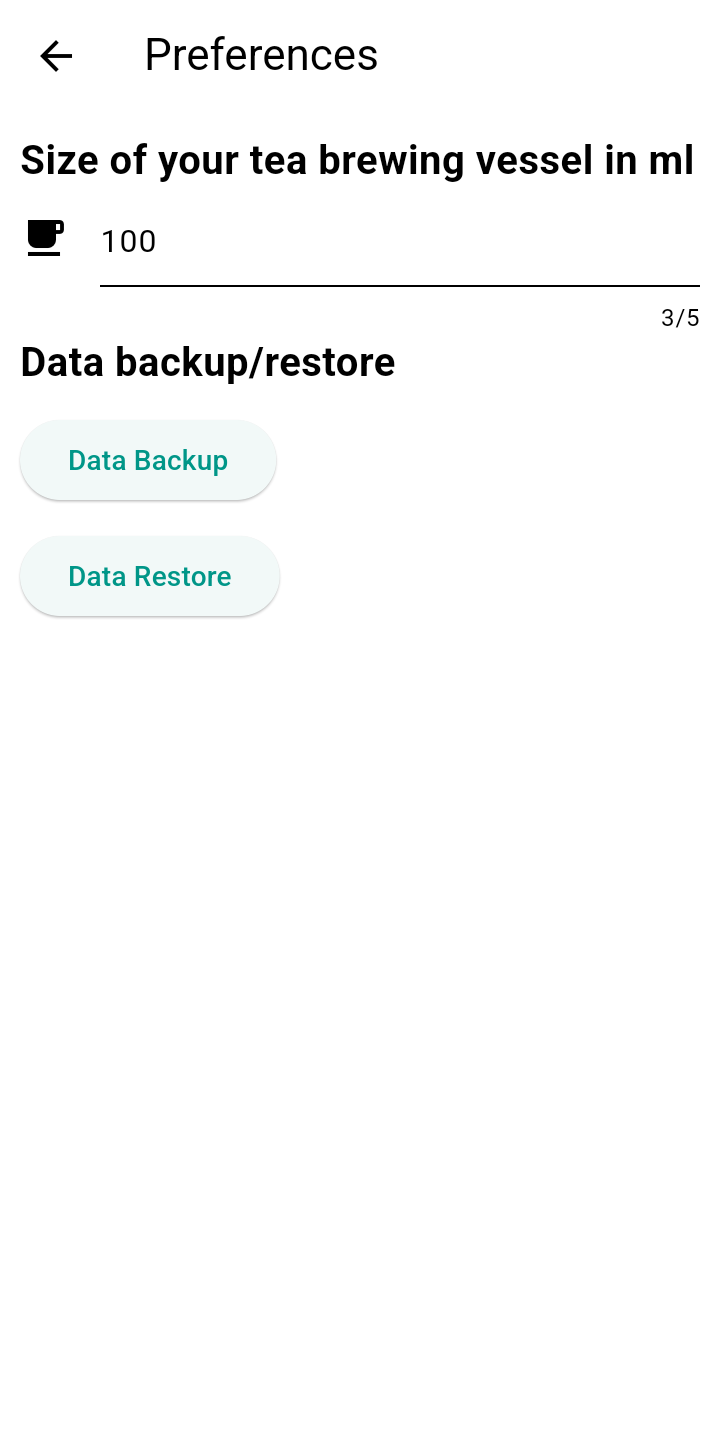 Preferences
Size of your tea brewing vessel in ml
100
3/5
Data backup/restore
Data Backup
Data Restore